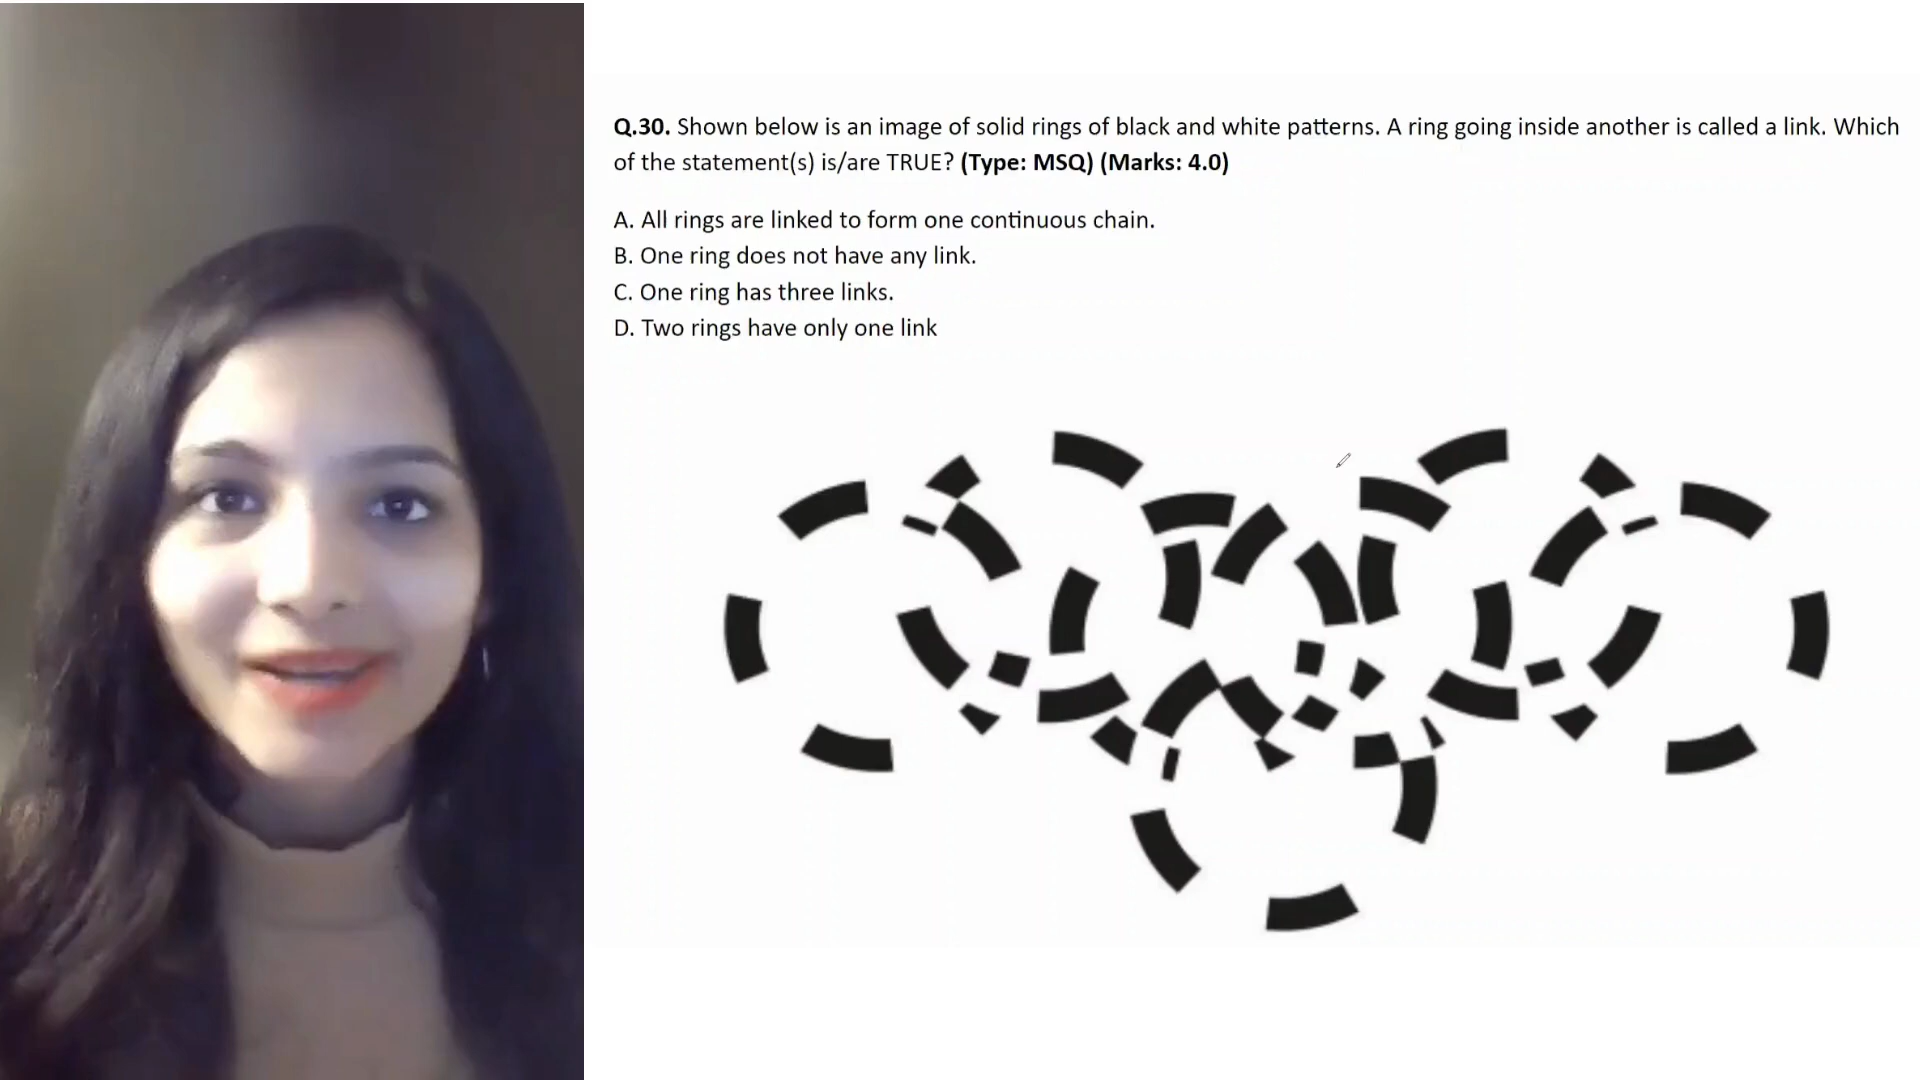 Q.30. Shown below is an image of solid rings of black and white patterns. A ring going inside another is called a link. Which
of the statement(s) is/are TRUE? (Type: MSQ) (Marks: 4.0)
A. All rings are linked to form one continuous chain.
B. One ring does not have any link.
C. One ring has three links.
D. Two rings have only one link